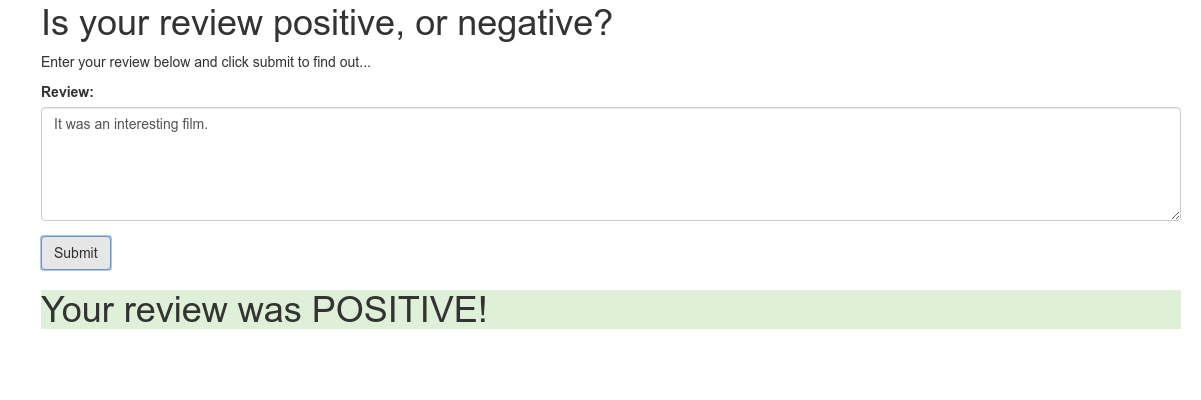 Is your review positive, or negative?
Enter your review below and click submit to find out...
Review:
It was an interesting film.
Submit
Your review was POSITIVE!